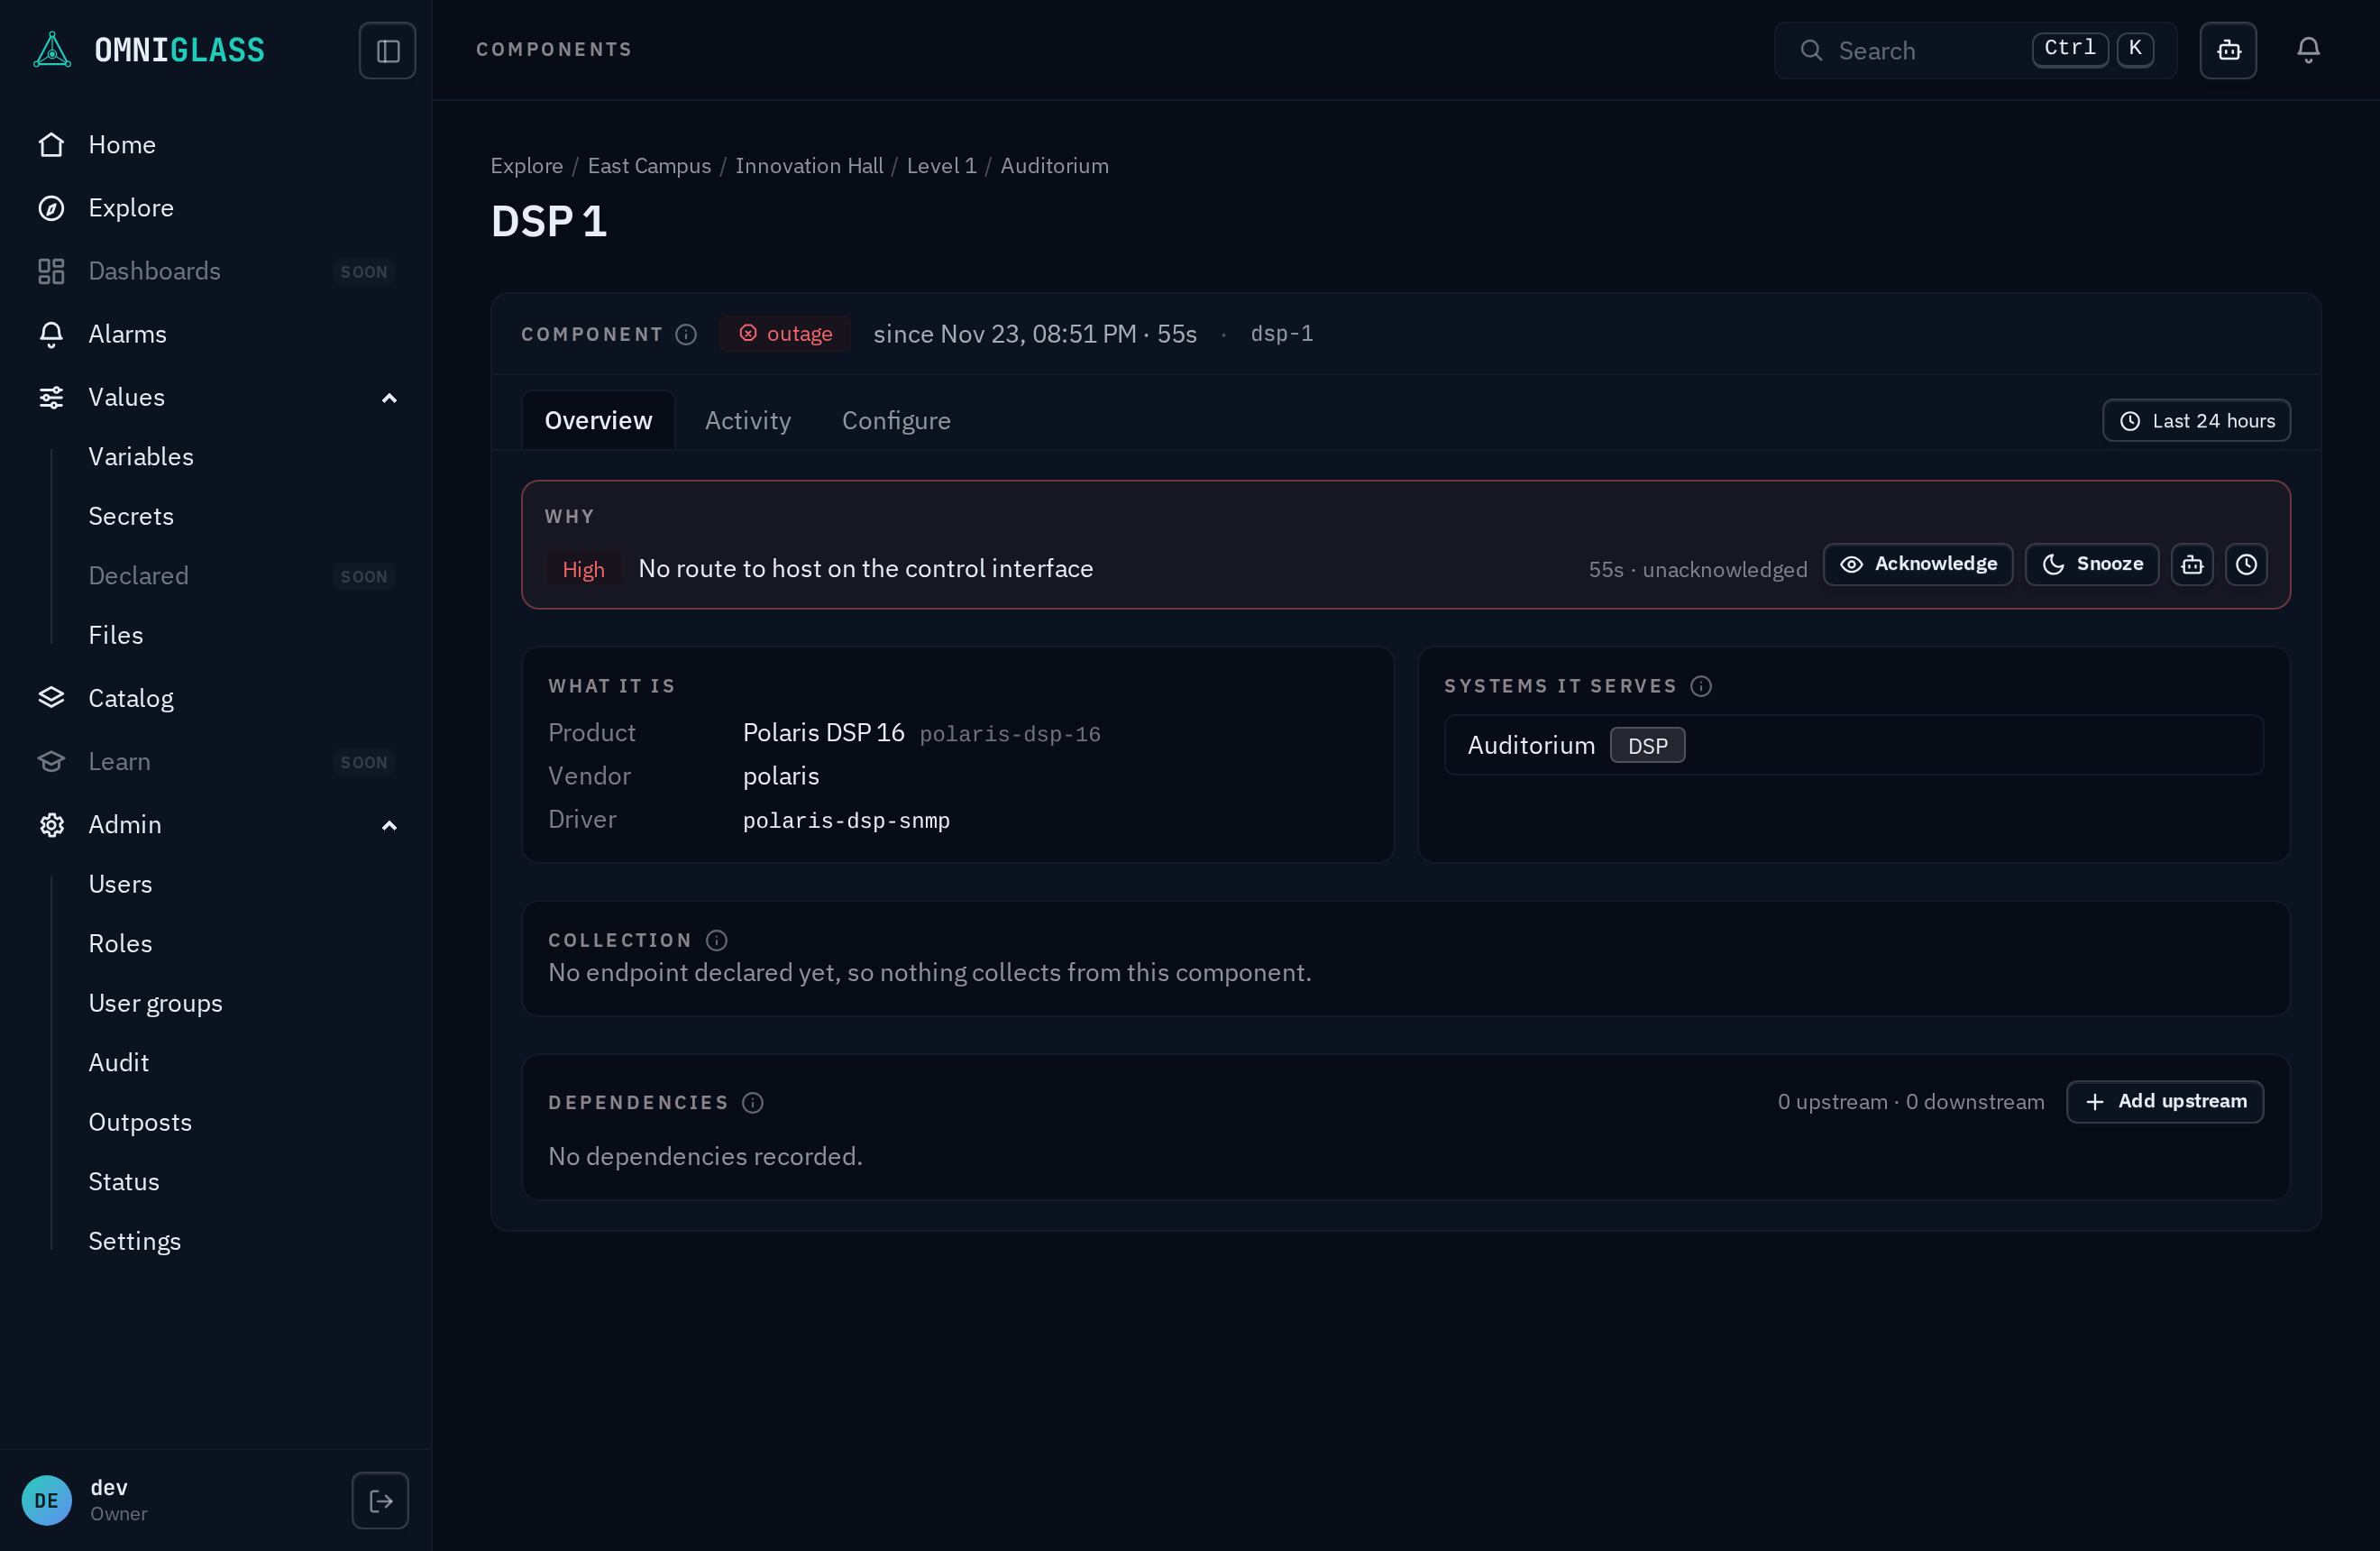 OMNIGLASS
COMPONENTS
Search Ctrl K
Home
Explore
Dashboards SOON
Alarms
Values
Variables
Secrets
Declared SOON
Files
Catalog
Learn SOON
Admin
Users
Roles
User groups
Audit
Outposts
Status
Settings
DE dev
Owner
Explore / East Campus / Innovation Hall / Level 1 / Auditorium
DSP 1
COMPONENT outage since Nov 23, 08:51 PM · 55s · dsp-1
Overview Activity Configure Last 24 hours
WHY
High No route to host on the control interface 55s · unacknowledged Acknowledge Snooze
WHAT IT IS
Product Polaris DSP 16 polaris-dsp-16
Vendor polaris
Driver polaris-dsp-snmp
SYSTEMS IT SERVES
Auditorium DSP
COLLECTION
No endpoint declared yet, so nothing collects from this component.
DEPENDENCIES 0 upstream · 0 downstream Add upstream
No dependencies recorded.